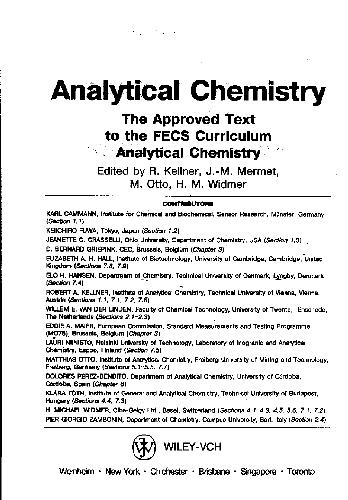 Analytical Chemistry
The Approved Text
to the FECS Curriculum
Analytical Chemistry
Edited by R. Kellner, J.-M. Mermet,
M. Otto, H. M. Widmer
CONTRIBUTORS
KARL CAMMANN, Institute for Chemical and Biochemical Sensor Research, Münster, Germany
(Section 7.7)
KEIICHIRO FUWA, Tokyo, Japan (Section 1.2)
JEANETTE G. GRASSELLI, Ohio University, Department of Chemistry, USA (Section 1.3)
C. BERNARD GRIEPINK, CEC, Brussels, Belgium (Chapter 3)
ELIZABETH A. H. HALL, Institute of Biotechnology, University of Cambridge, Cambridge, United
Kingdom (Sections 7.8, 7.9)
ELO H. HANSEN, Department of Chemistry, Technical University of Denmark, Lyngby, Denmark
(Section 7.4)
ROBERT A. KELLNER, Institute of Analytical Chemistry, Technical University of Vienna, Vienna,
Austria (Sections 1.1, 7.1, 7.2, 7.6)
WILLEM E. VAN DER LINDEN, Faculty of Chemical Technology, University of Twente, Enschede,
The Netherlands (Sections 2.1-2.3)
EDDIE A. MAIER, European Commission, Standard Measurements and Testing Programme
Brussels, Belgium (Chapter 3)
LAURI NIINISTÖ, Helsinki University of Technology, Laboratory of Inorganic and Analytical
Chemistry, Espoo, Finland (Section 7.5)
MATTHIAS OTTO, Institute of Analytical Chemistry, Freiberg University of Mining and Technology,
Freiberg, Germany (Sections 5.1-5.5, 7.7)
DOLORES PEREZ-BENDITO, Department of Analytical Chemistry, University of Córdoba,
Córdoba, Spain (Chapter 6)
KLÁRA TÓTH, Institute of General and Analytical Chemistry, Technical University of Budapest,
Hungary (Sections 4.4, 7.3)
H. MICHAEL WIDMER, Ciba-Geigy Ltd., Basel, Switzerland (Sections 4.1-4.3, 4.5, 5.6, 7.1, 7.2)
PIER GIORGIO ZAMBONIN, Department of Chemistry, Campus University, Bari, Italy (Section 2.4)
WILEY-VCH
Weinheim • New York • Chichester • Brisbane • Singapore • Toronto